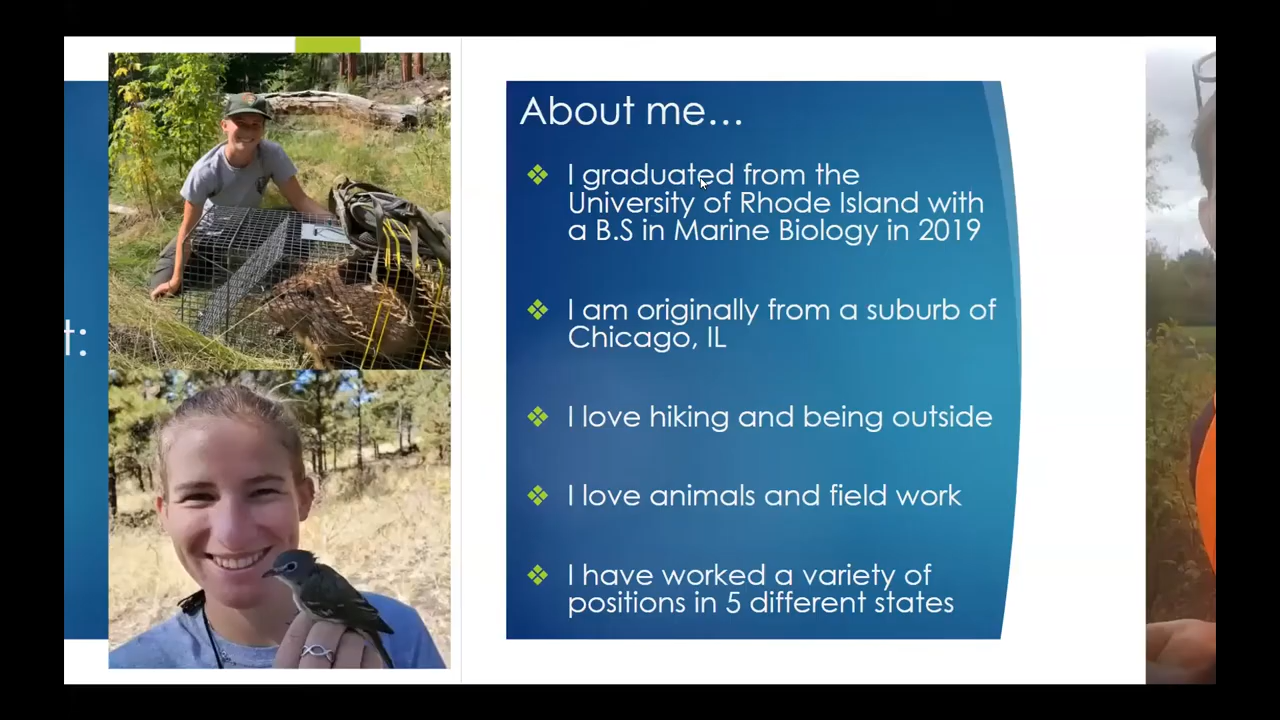 t:
About me...
I graduated from the
University of Rhode Island with
a B.S in Marine Biology in 2019
I am originally from a suburb of
Chicago, IL
I love hiking and being outside
I love animals and field work
I have worked a variety of
positions in 5 different states